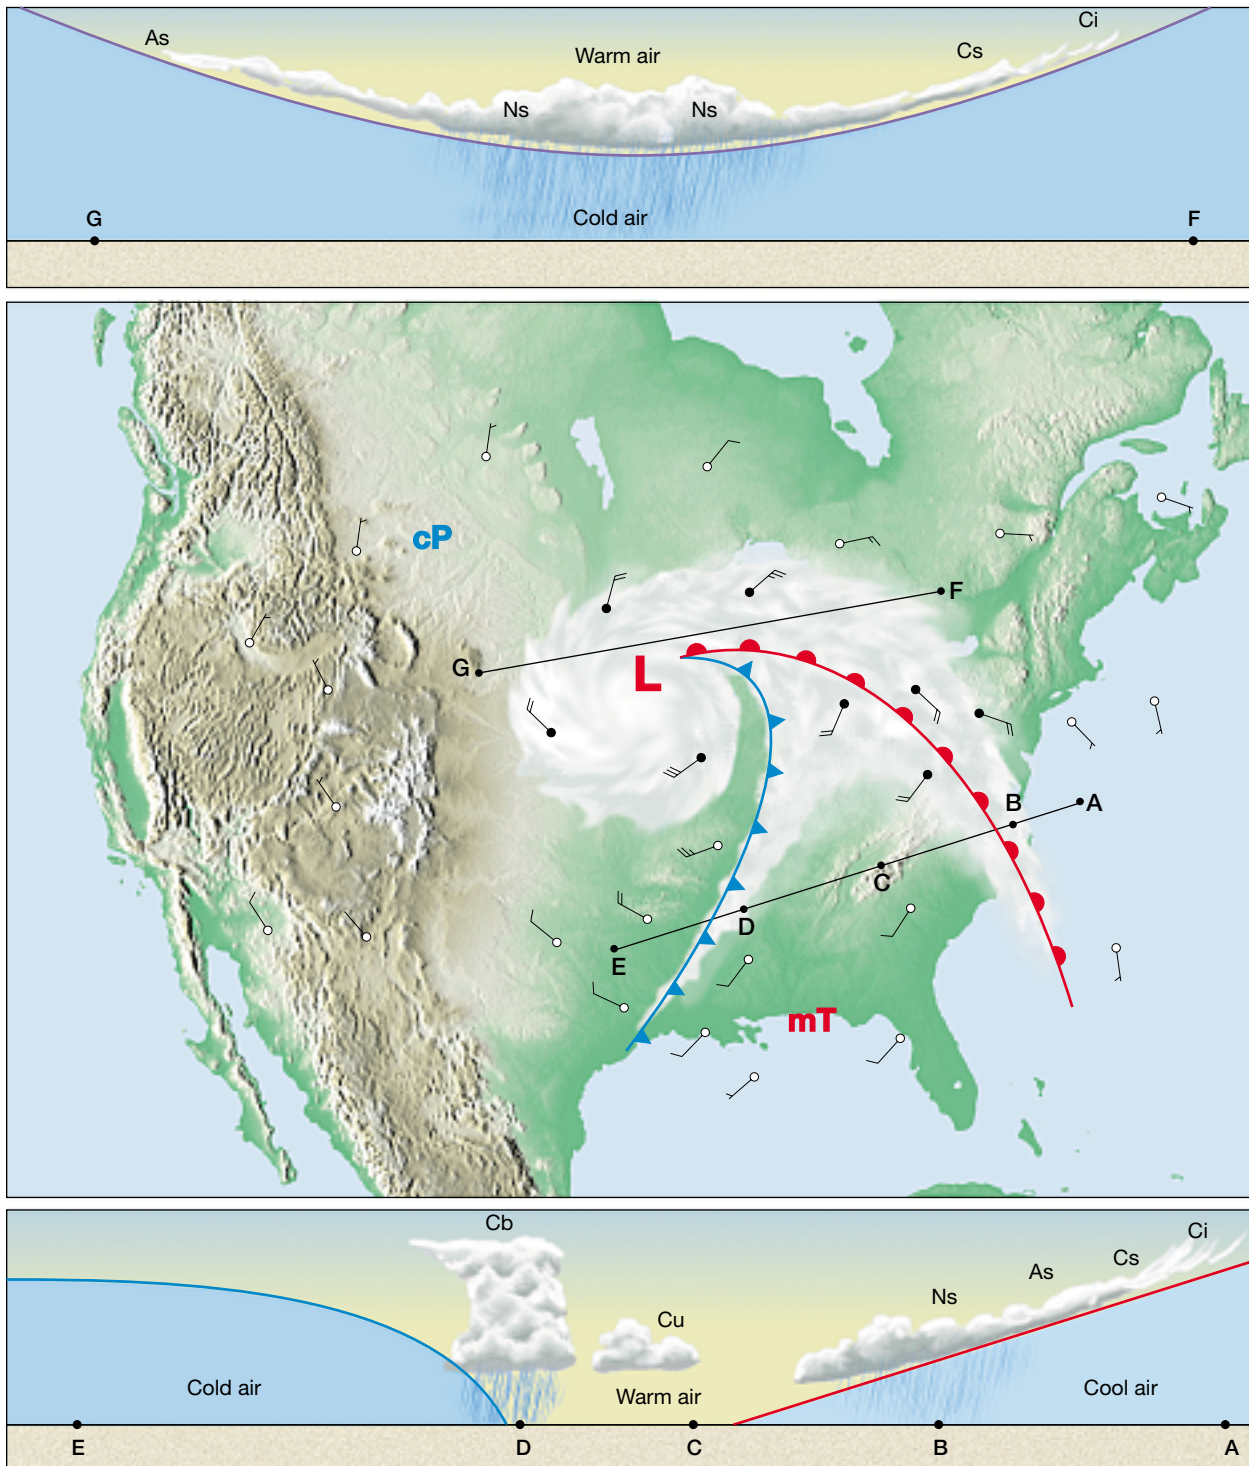 Ci
As
Cs
Warm air
Ns Ns
G Cold air F
cP
F
G
L
B A
C
D
E
mT
Cb
Ci
Cs
As
Ns
Cu
Cold air Warm air Cool air
E D C B A